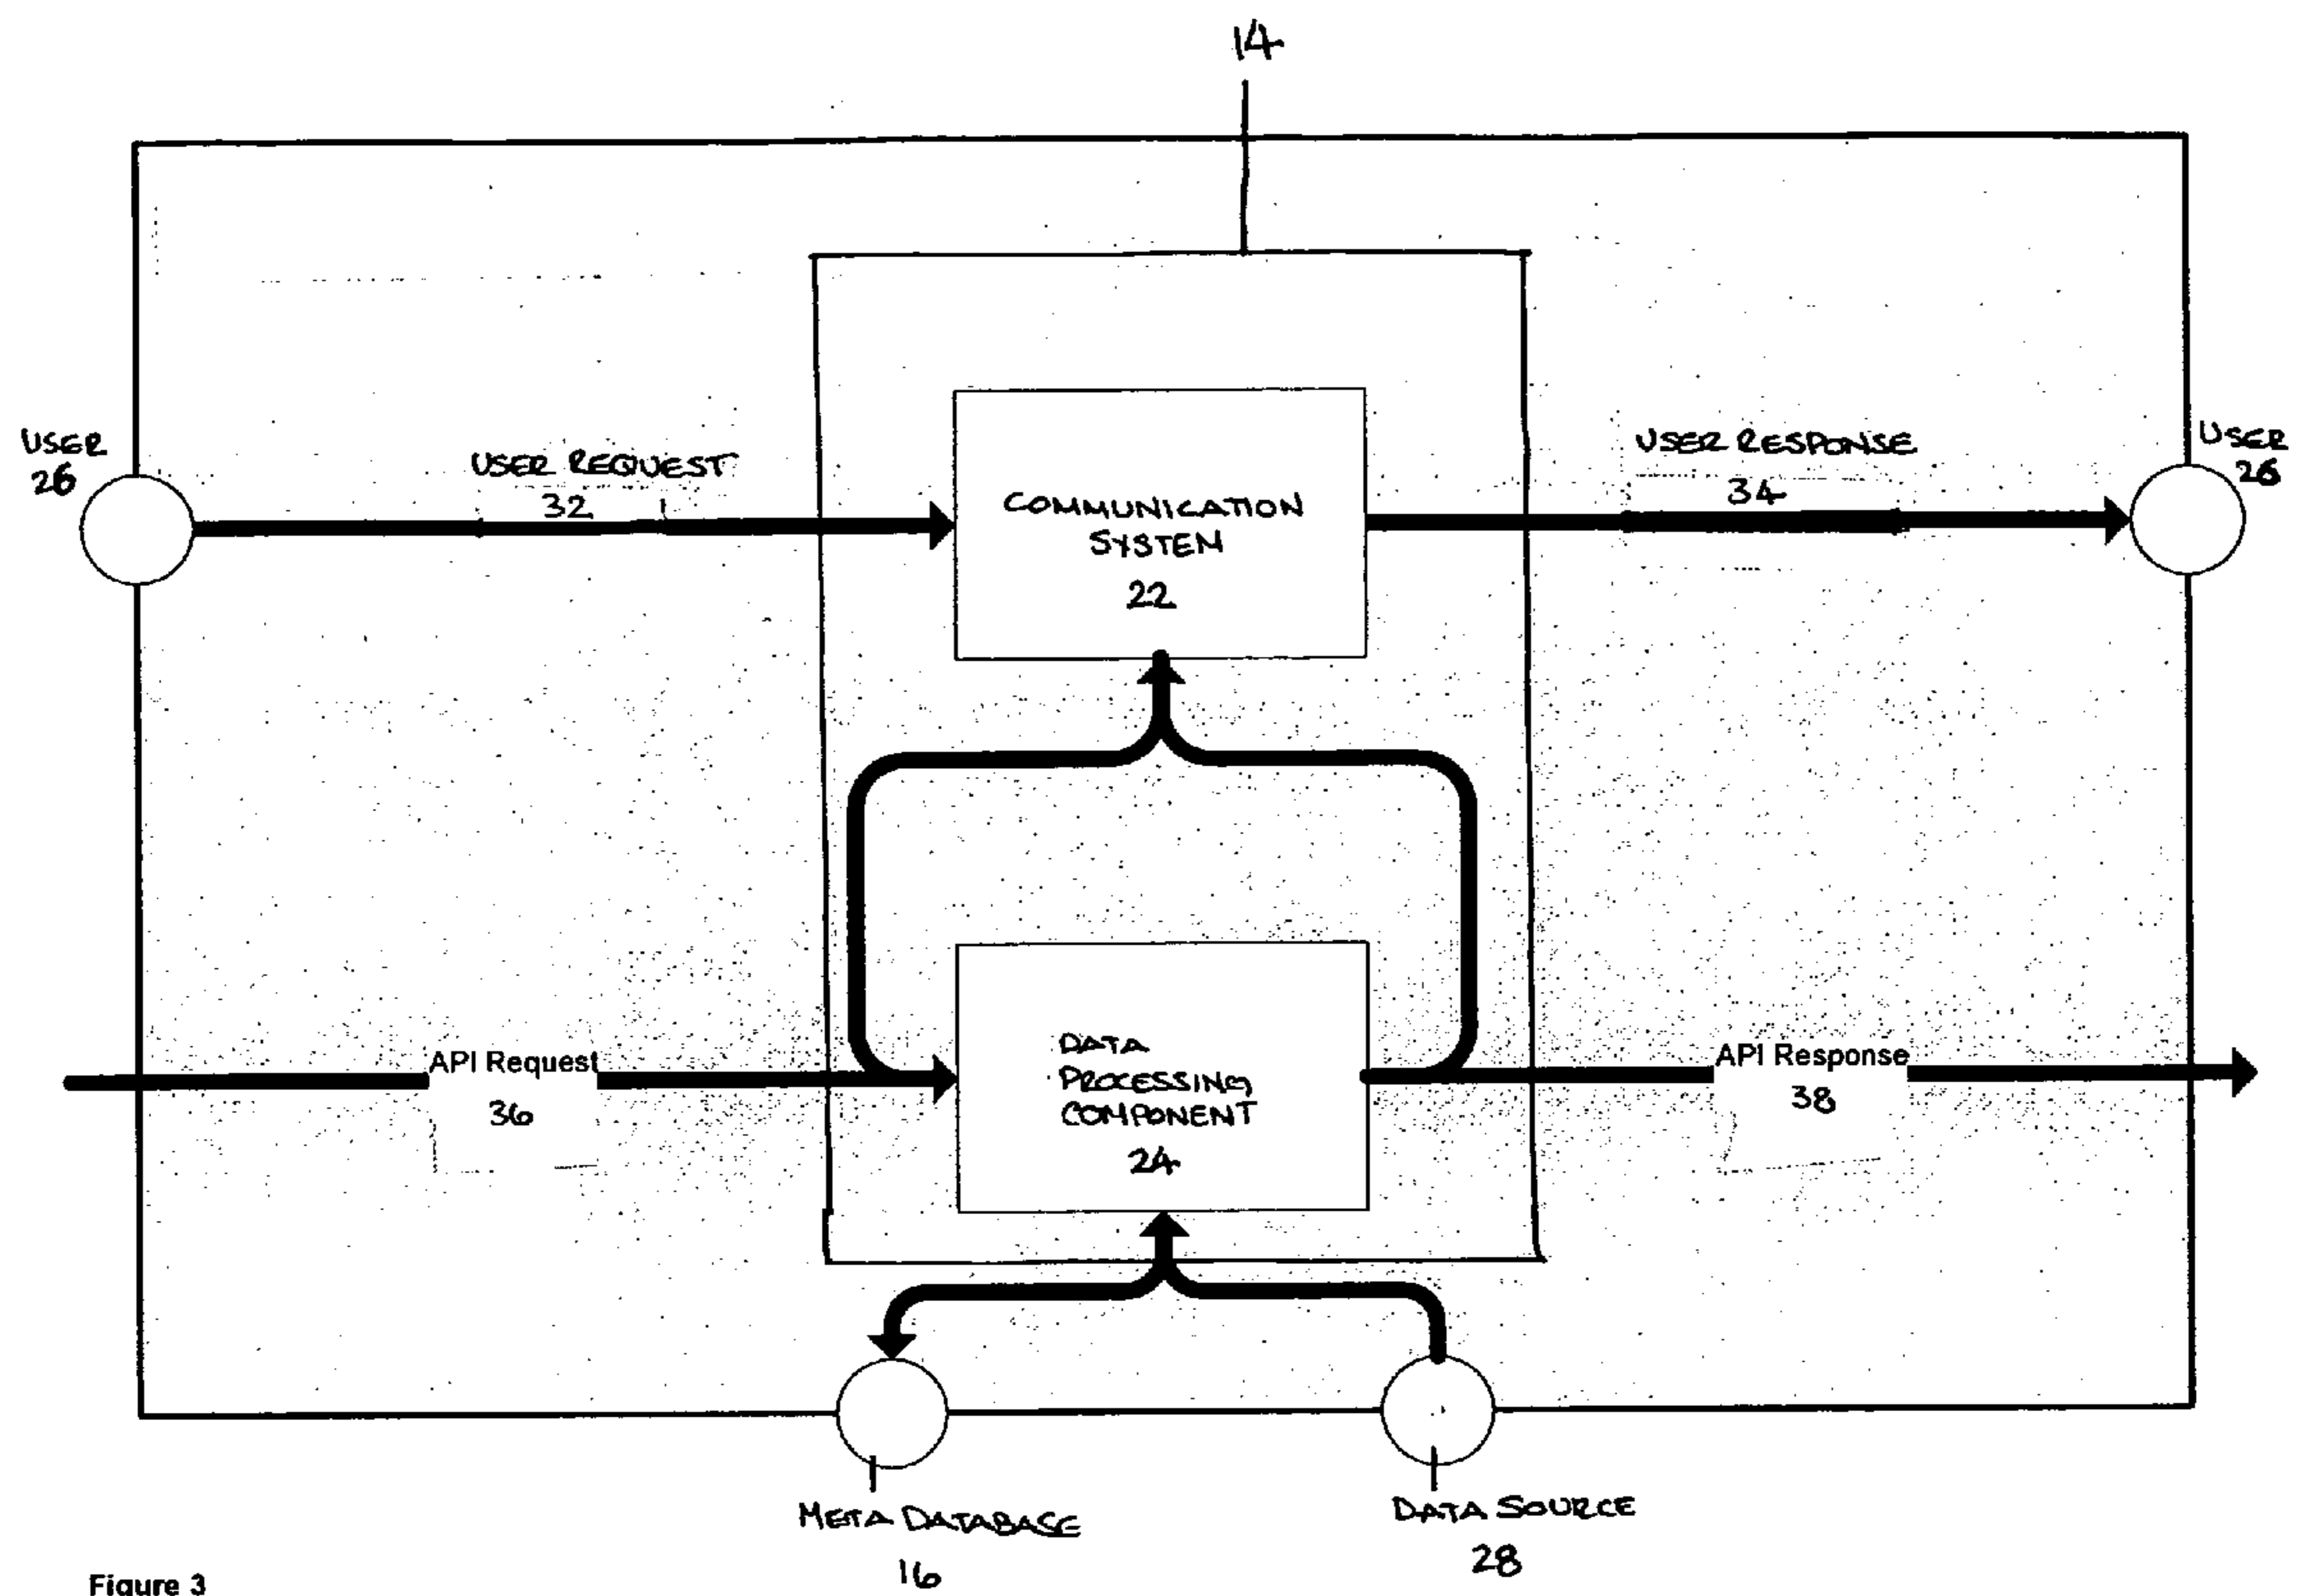 14
USER
26
USER REQUEST
32
COMMUNICATION
SYSTEM
22
USER RESPONSE
34
USER
26
API Request
36
DATA
PROCESSING
COMPONENT
24
API Response
38
META DATABASE
16
DATA SOURCE
28
Figure 3